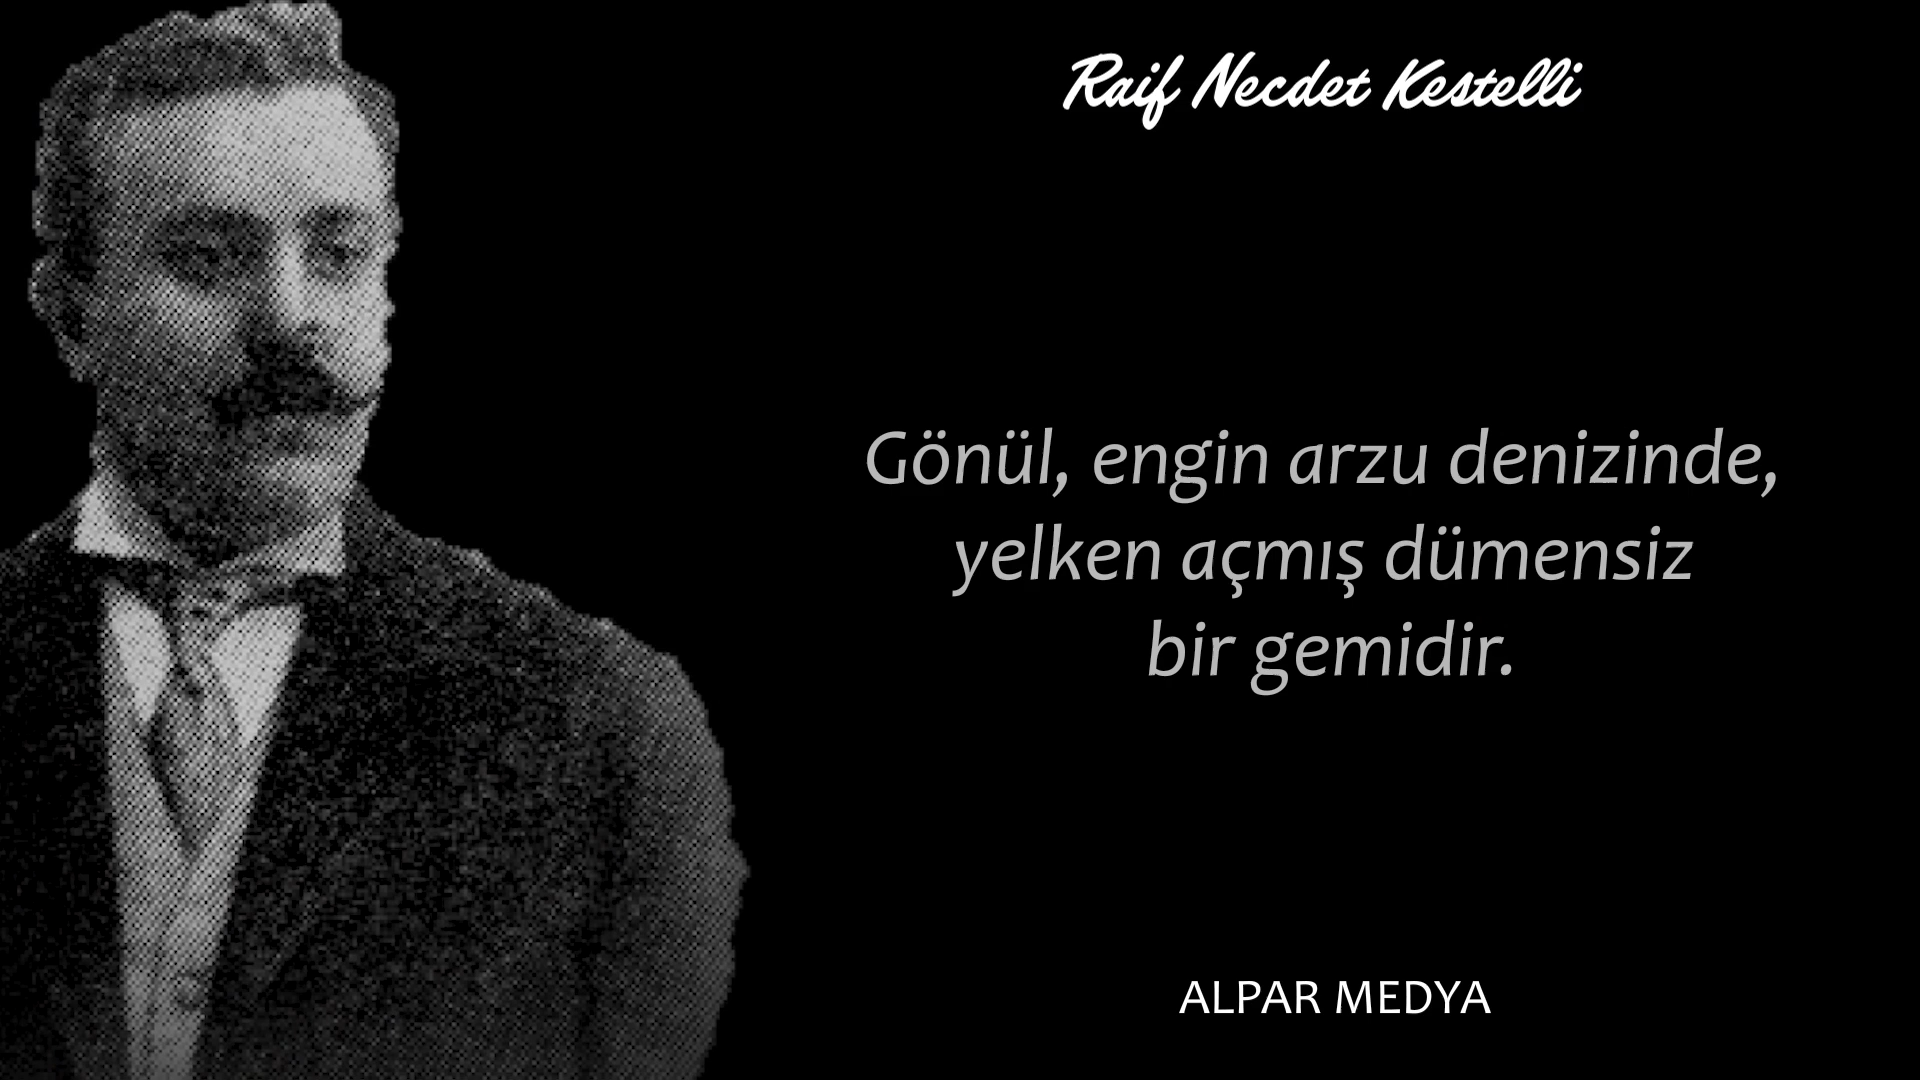 Raif Necdet Kestelli
Gönül, engin arzu denizinde,
yelken açmış dümensiz
bir gemidir.
ALPAR MEDYA